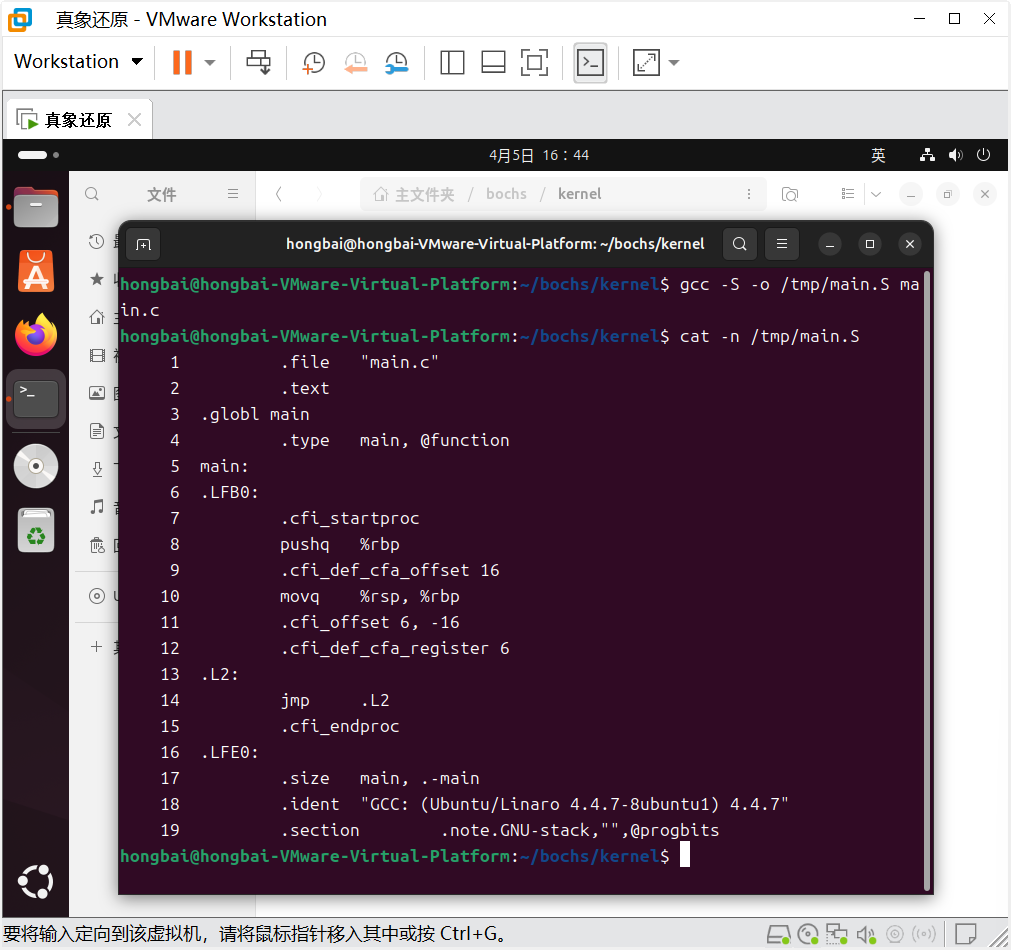 真象还原 - VMware Workstation
Workstation
真象还原
4月5日 16：44
英
文件
主文件夹 / bochs / kernel
hongbai@hongbai-VMware-Virtual-Platform: ~/bochs/kernel
hongbai@hongbai-VMware-Virtual-Platform:~/bochs/kernel$ gcc -S -o /tmp/main.S ma
in.c
hongbai@hongbai-VMware-Virtual-Platform:~/bochs/kernel$ cat -n /tmp/main.S
1 .file "main.c"
2 .text
3 .globl main
4 .type main, @function
5 main:
6 .LFB0:
7 .cfi_startproc
8 pushq %rbp
9 .cfi_def_cfa_offset 16
10 movq %rsp, %rbp
11 .cfi_offset 6, -16
12 .cfi_def_cfa_register 6
13 .L2:
14 jmp .L2
15 .cfi_endproc
16 .LFE0:
17 .size main, .-main
18 .ident "GCC: (Ubuntu/Linaro 4.4.7-8ubuntu1) 4.4.7"
19 .section .note.GNU-stack,"",@progbits
hongbai@hongbai-VMware-Virtual-Platform:~/bochs/kernel$
要将输入定向到该虚拟机，请将鼠标指针移入其中或按 Ctrl+G。